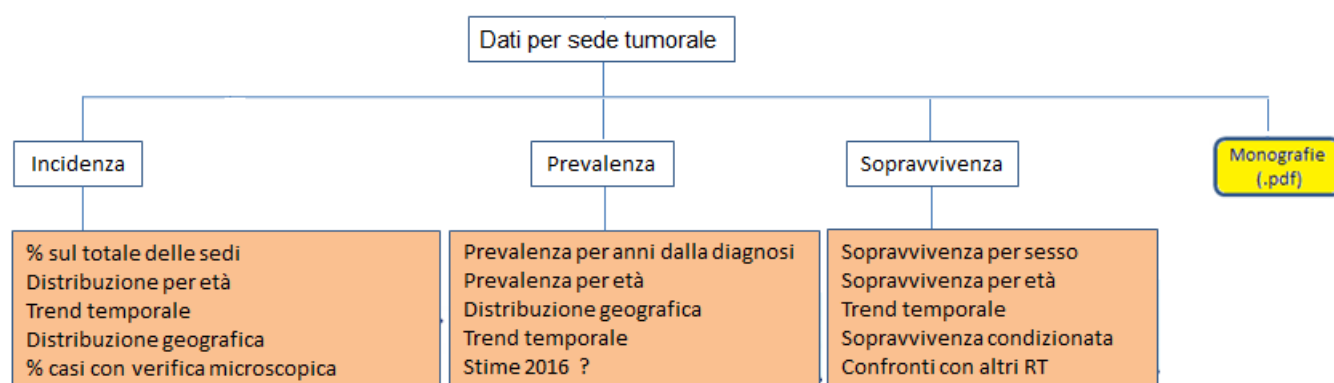 Dati per sede tumorale
Incidenza
Prevalenza
Sopravvivenza
Monografie
(.pdf)
% sul totale delle sedi
Distribuzione per età
Trend temporale
Distribuzione geografica
% casi con verifica microscopica
Prevalenza per anni dalla diagnosi
Prevalenza per età
Distribuzione geografica
Trend temporale
Stime 2016 ?
Sopravvivenza per sesso
Sopravvivenza per età
Trend temporale
Sopravvivenza condizionata
Confronti con altri RT